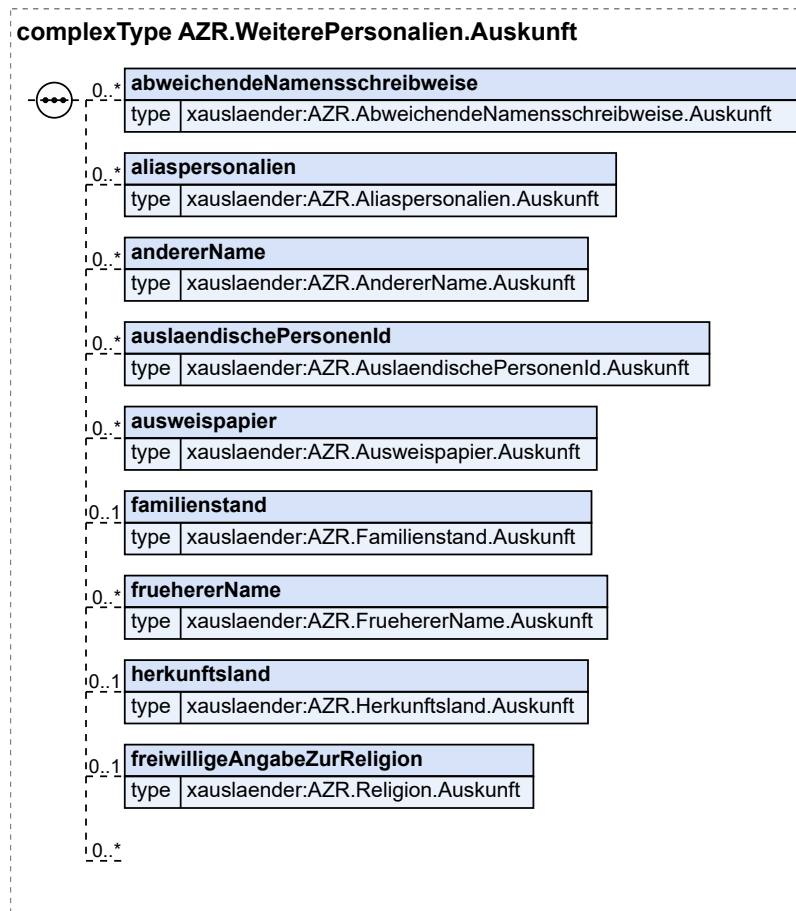 complexType AZR.WeiterePersonalien.Auskunft
0..* abweichendeNamensschreibweise
type xauslaender:AZR.AbweichendeNamensschreibweise.Auskunft
0..* aliaspersonalien
type xauslaender:AZR.Aliaspersonalien.Auskunft
0..* andererName
type xauslaender:AZR.AndererName.Auskunft
0..* auslaendischePersonenId
type xauslaender:AZR.AuslaendischePersonenId.Auskunft
0..* ausweispapier
type xauslaender:AZR.Ausweispapier.Auskunft
0..1 familienstand
type xauslaender:AZR.Familienstand.Auskunft
0..* fruehererName
type xauslaender:AZR.FruehererName.Auskunft
0..1 herkunftsland
type xauslaender:AZR.Herkunftsland.Auskunft
0..1 freiwilligeAngabeZurReligion
type xauslaender:AZR.Religion.Auskunft
0..*